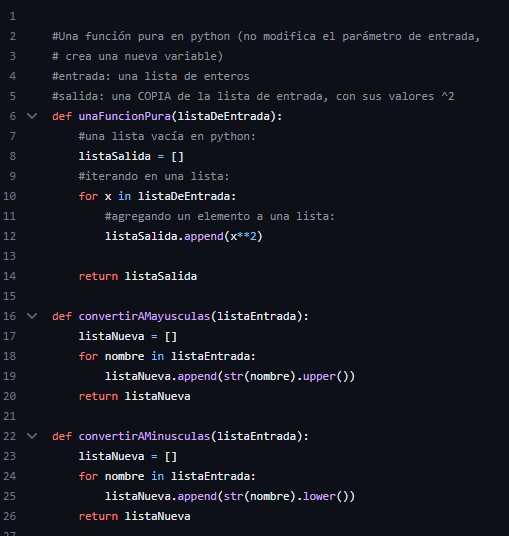 1
2 #Una función pura en python (no modifica el parámetro de entrada,
3 # crea una nueva variable)
4 #entrada: una lista de enteros
5 #salida: una COPIA de la lista de entrada, con sus valores ^2
6 def unaFuncionPura(listaDeEntrada):
7 #una lista vacía en python:
8 listaSalida = []
9 #iterando en una lista:
10 for x in listaDeEntrada:
11 #agregando un elemento a una lista:
12 listaSalida.append(x**2)
13
14 return listaSalida
15
16 def convertirAMayusculas(listaEntrada):
17 listaNueva = []
18 for nombre in listaEntrada:
19 listaNueva.append(str(nombre).upper())
20 return listaNueva
21
22 def convertirAMinusculas(listaEntrada):
23 listaNueva = []
24 for nombre in listaEntrada:
25 listaNueva.append(str(nombre).lower())
26 return listaNueva
27